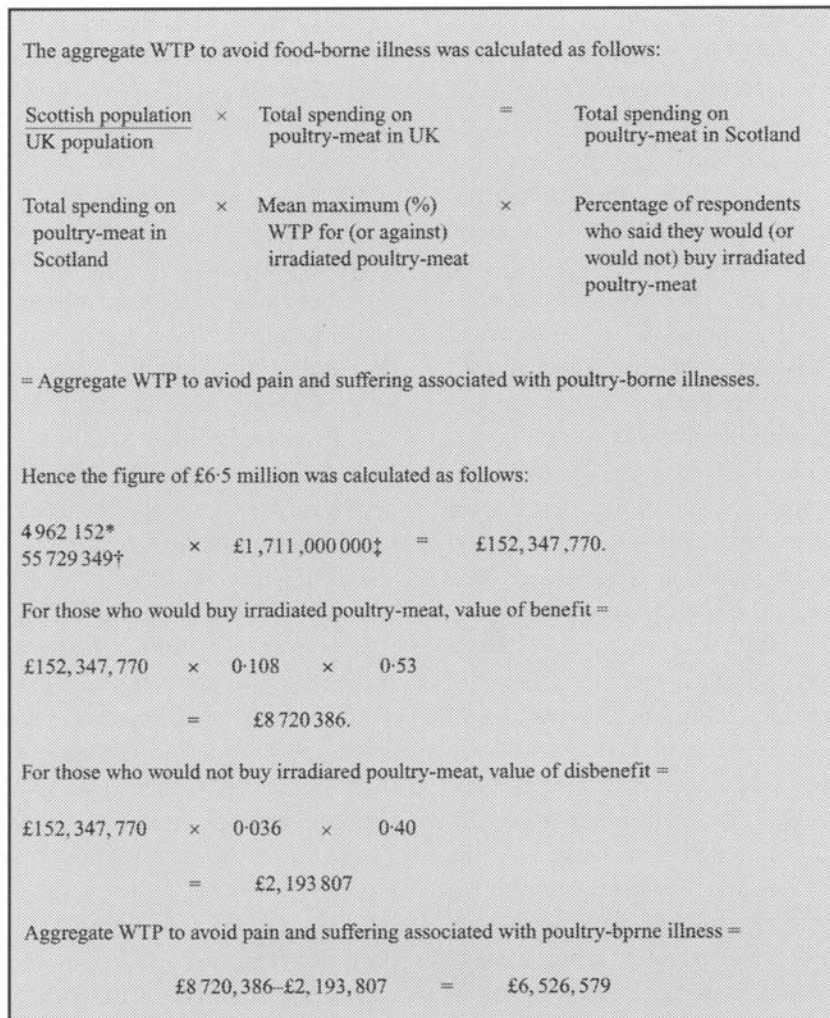 The aggregate WTP to avoid food-borne illness was calculated as follows:
Scottish population × Total spending on = Total spending on
UK population poultry-meat in UK poultry-meat in Scotland
Total spending on × Mean maximum (%) × Percentage of respondents
poultry-meat in WTP for (or against) who said they would (or
Scotland irradiated poultry-meat would not) buy irradiated
poultry-meat
= Aggregate WTP to aviod pain and suffering associated with poultry-borne illnesses.
Hence the figure of £6·5 million was calculated as follows:
4 962 152*
55 729 349† × £1,711,000 000‡ = £152,347,770.
For those who would buy irradiated poultry-meat, value of benefit =
£152,347,770 × 0·108 × 0·53
= £8 720 386.
For those who would not buy irradiared poultry-meat, value of disbenefit =
£152,347,770 × 0·036 × 0·40
= £2,193 807
Aggregate WTP to avoid pain and suffering associated with poultry-bprne illness =
£8 720,386–£2,193,807 = £6,526,579